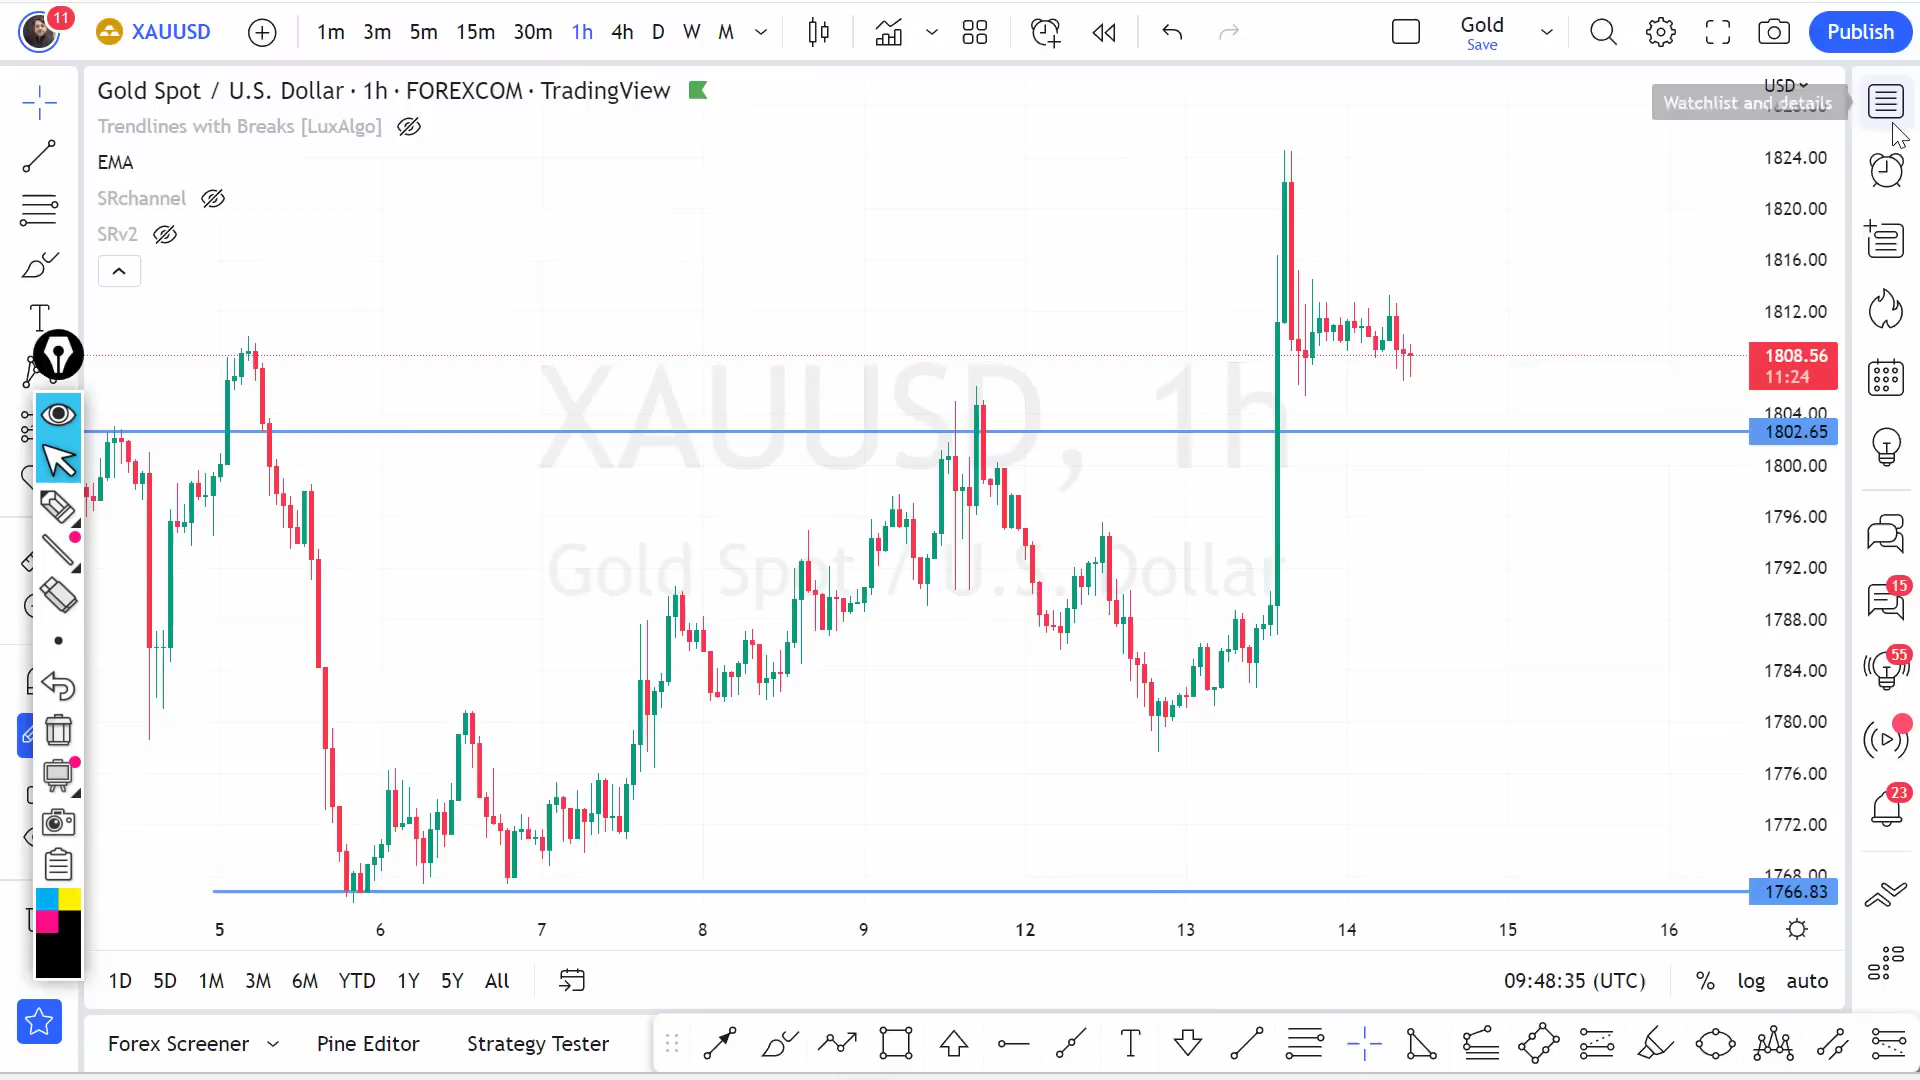 11
XAUUSD
1m 3m 5m 15m 30m 1h 4h D W M
Gold
Save
Publish
Gold Spot / U.S. Dollar · 1h · FOREXCOM · TradingView
USD
Watchlist and details
Trendlines with Breaks [LuxAlgo]
EMA
SRchannel
SRv2
1824.00
1820.00
1816.00
1812.00
1808.56
11:24
1804.00
1802.65
1800.00
1796.00
1792.00
1788.00
1784.00
1780.00
1776.00
1772.00
1768.00
1766.83
XAUUSD, 1h
Gold Spot / U.S. Dollar
15
55
23
5 6 7 8 9 12 13 14 15 16
1D 5D 1M 3M 6M YTD 1Y 5Y All
09:48:35 (UTC) % log auto
Forex Screener Pine Editor Strategy Tester